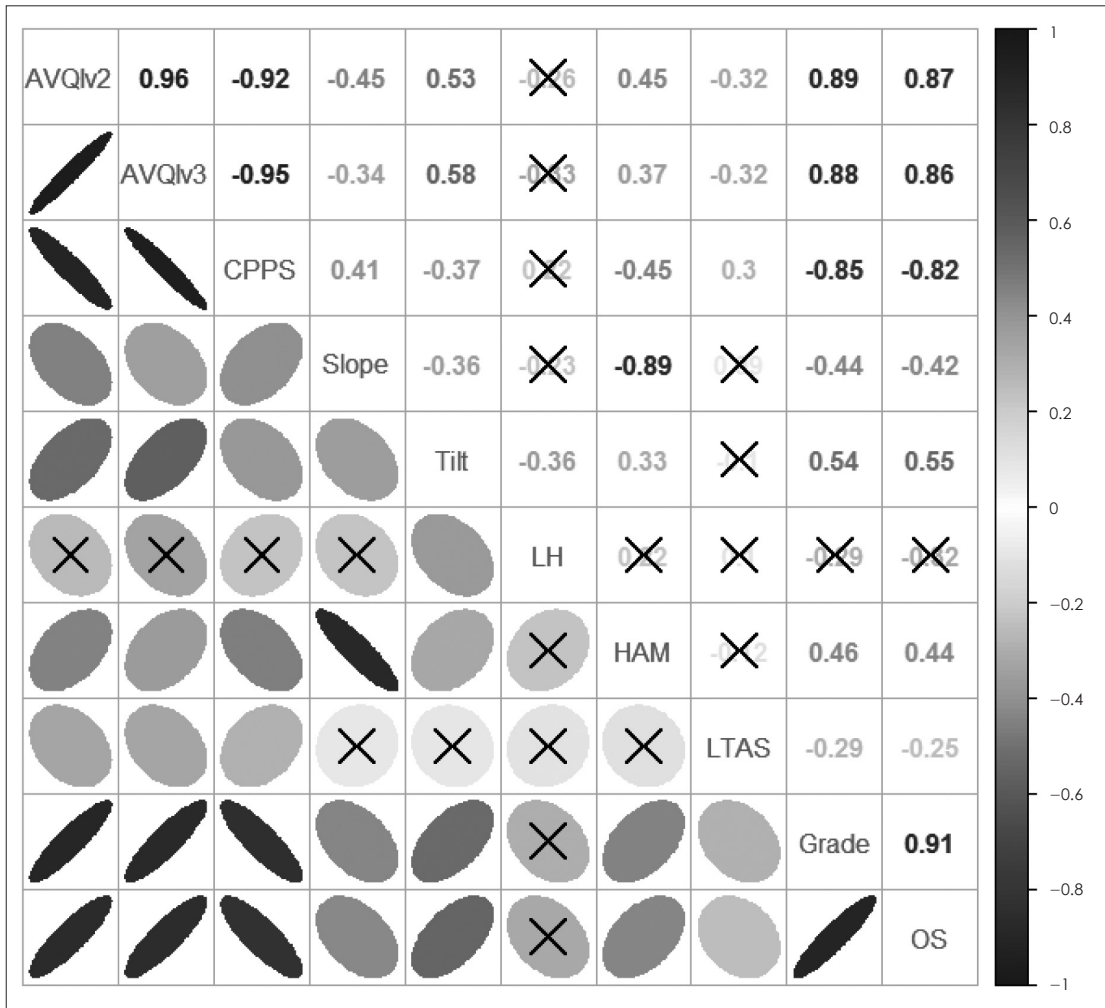 AVQIv2 0.96 -0.92 -0.45 0.53 0.45 -0.32 0.89 0.87
AVQIv3 -0.95 -0.34 0.58 0.37 -0.32 0.88 0.86
CPPS 0.41 -0.37 -0.45 0.3 -0.85 -0.82
Slope -0.36 -0.89 -0.44 -0.42
Tilt -0.36 0.33 0.54 0.55
LH
HAM 0.46 0.44
LTAS -0.29 -0.25
Grade 0.91
OS
1
0.8
0.6
0.4
0.2
0
−0.2
−0.4
−0.6
−0.8
−1